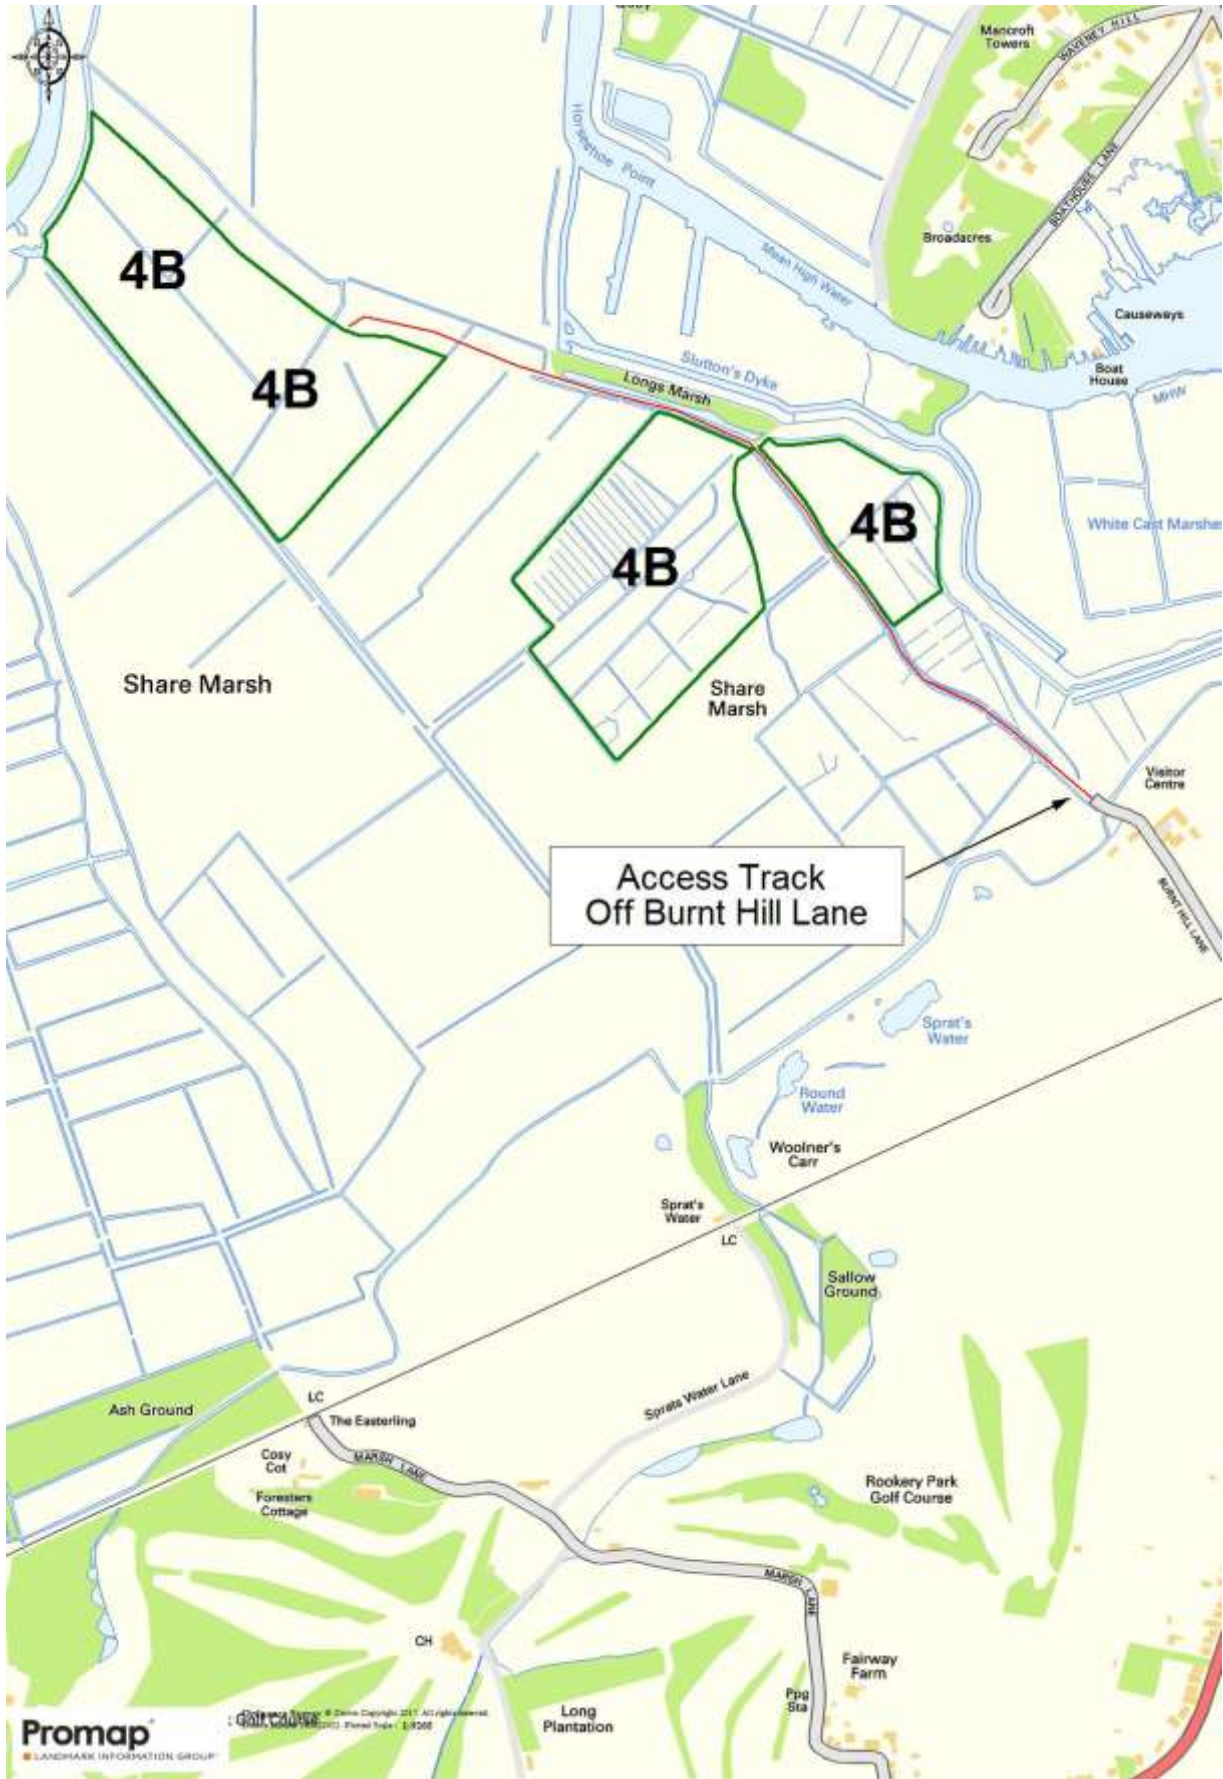 Mancroft
Towers
WAVENEY HILL
Horseshoe Point
BOATHOUSE LANE
Broadacres
Mean High Water
4B
Causeways
Slutton's Dyke
Boat
House
4B
Longs Marsh
MHW
4B
White Cast Marshe
4B
Share Marsh
Share
Marsh
Visitor
Centre
Access Track
Off Burnt Hill Lane
BURNT HILL LANE
Sprat's
Water
Round
Water
Woolner's
Carr
Sprat's
Water
LC
Sallow
Ground
Sprats Water Lane
LC
Ash Ground
The Easterling
Cosy
Cot
MARSH LANE
Foresters
Cottage
Rookery Park
Golf Course
MARSH LANE
CH
Fairway
Farm
Ppg
Sta
Long
Plantation
Golf Course
Promap
LANDMARK INFORMATION GROUP